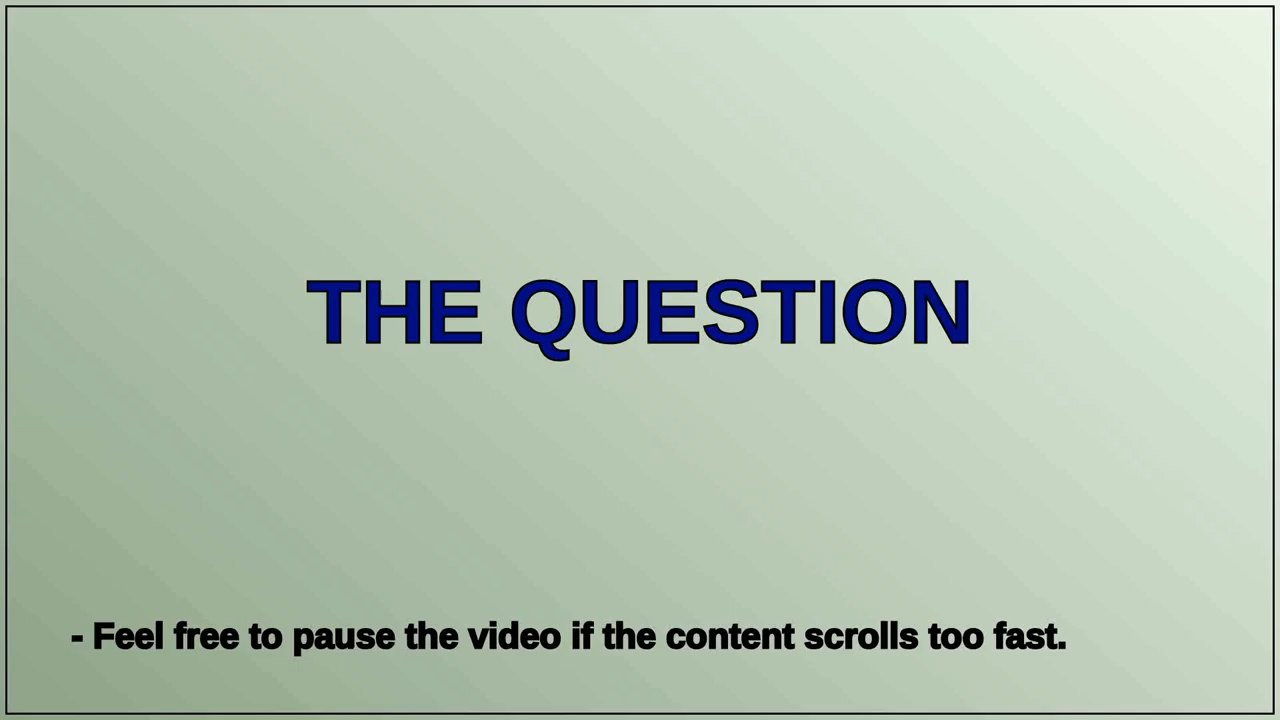 THE QUESTION
- Feel free to pause the video if the content scrolls too fast.